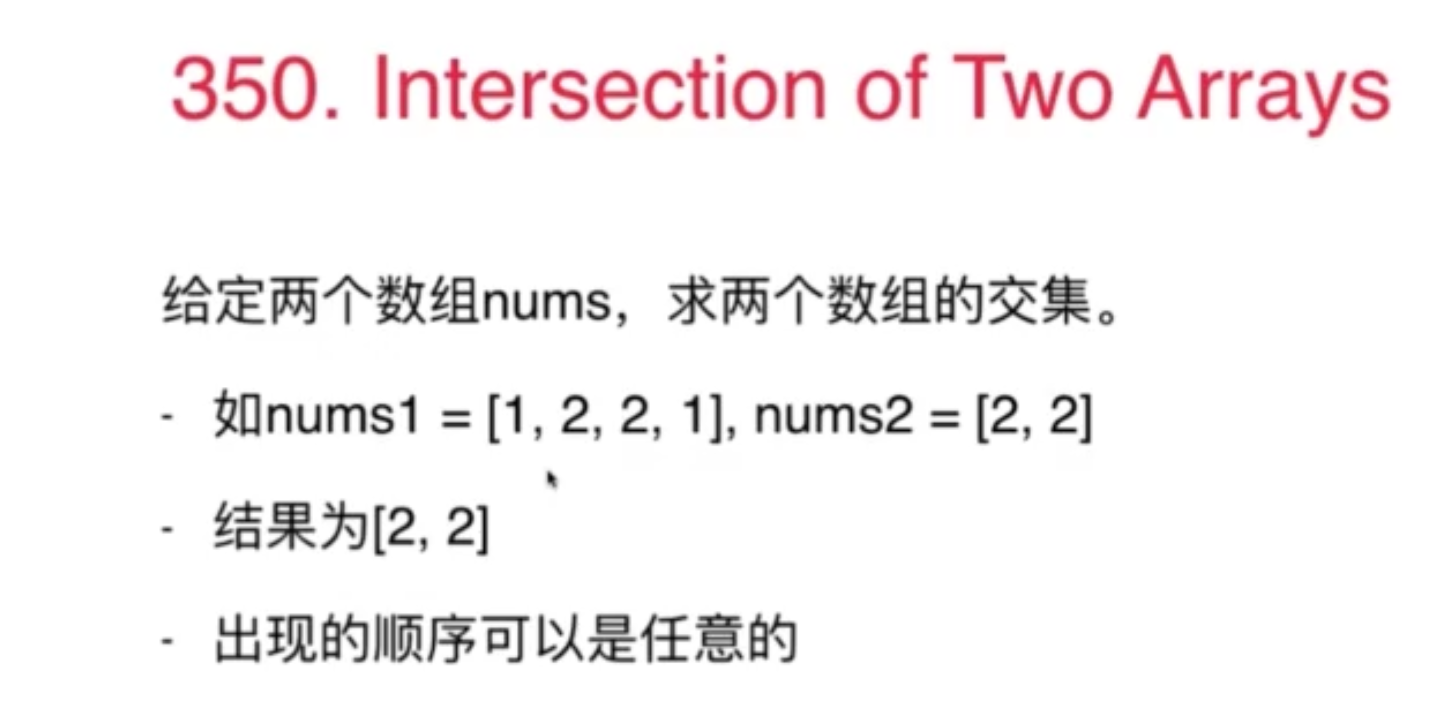 350. Intersection of Two Arrays
给定两个数组nums，求两个数组的交集。
- 如nums1 = [1, 2, 2, 1], nums2 = [2, 2]
- 结果为[2, 2]
- 出现的顺序可以是任意的